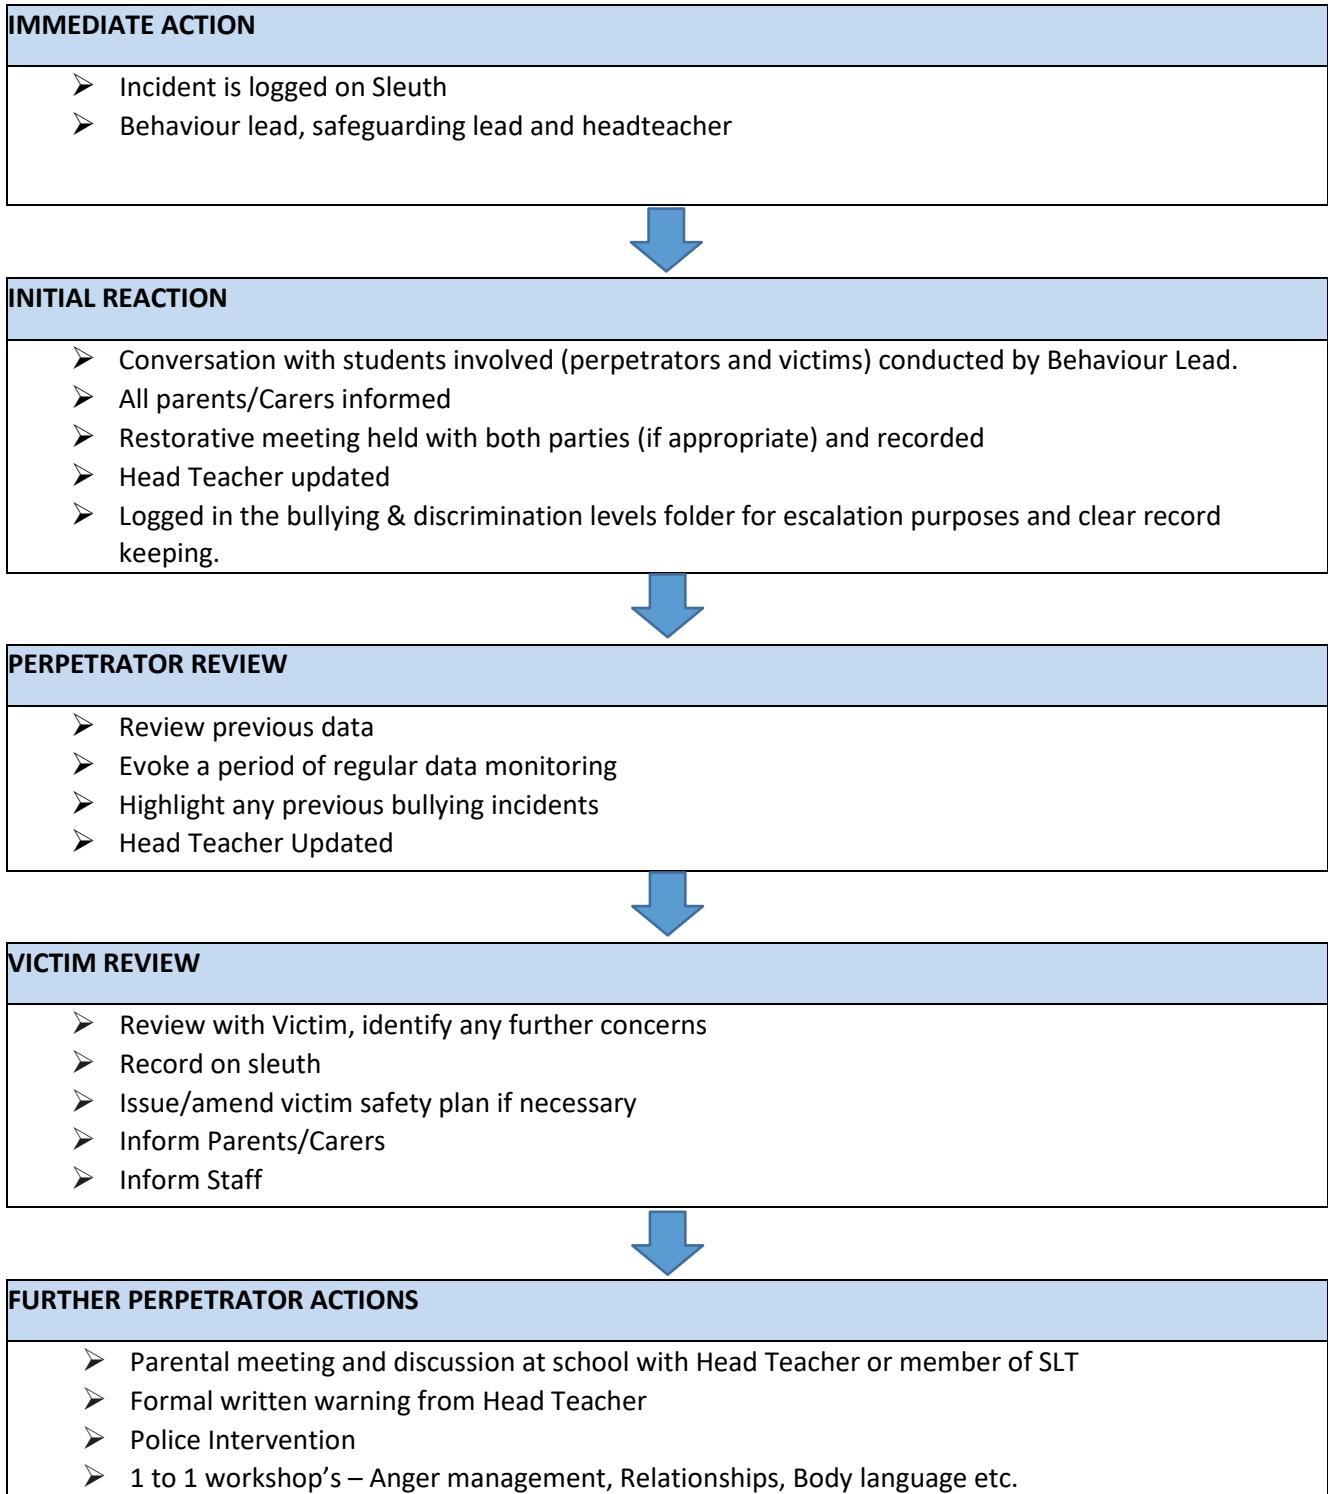 IMMEDIATE ACTION
➢ Incident is logged on Sleuth
➢ Behaviour lead, safeguarding lead and headteacher
INITIAL REACTION
➢ Conversation with students involved (perpetrators and victims) conducted by Behaviour Lead.
➢ All parents/Carers informed
➢ Restorative meeting held with both parties (if appropriate) and recorded
➢ Head Teacher updated
➢ Logged in the bullying & discrimination levels folder for escalation purposes and clear record
keeping.
PERPETRATOR REVIEW
➢ Review previous data
➢ Evoke a period of regular data monitoring
➢ Highlight any previous bullying incidents
➢ Head Teacher Updated
VICTIM REVIEW
➢ Review with Victim, identify any further concerns
➢ Record on sleuth
➢ Issue/amend victim safety plan if necessary
➢ Inform Parents/Carers
➢ Inform Staff
FURTHER PERPETRATOR ACTIONS
➢ Parental meeting and discussion at school with Head Teacher or member of SLT
➢ Formal written warning from Head Teacher
➢ Police Intervention
➢ 1 to 1 workshop’s – Anger management, Relationships, Body language etc.